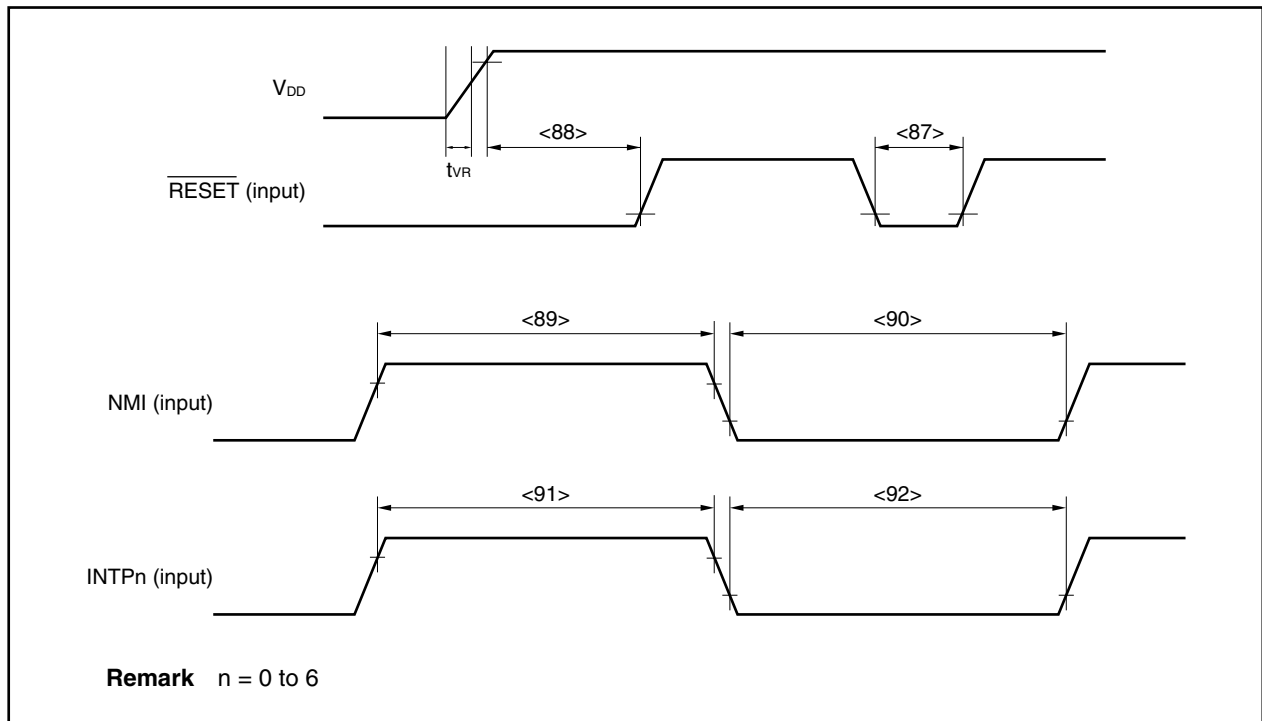 VDD
<88>
<87>
tVR
RESET (input)
<89>
<90>
NMI (input)
<91>
<92>
INTPn (input)
Remark n = 0 to 6